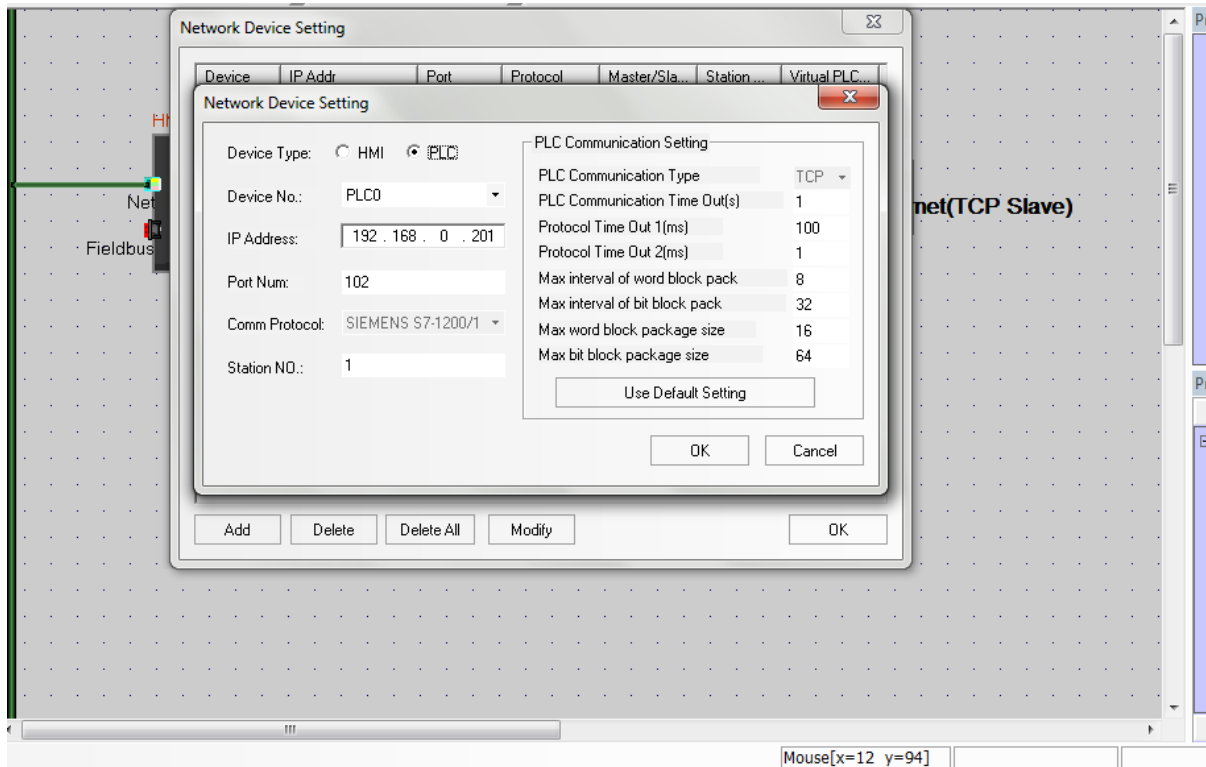 Network Device Setting
Device IP Addr Port Protocol Master/Sla... Station ... Virtual PLC...
Network Device Setting
Device Type: HMI PLC
Device No.: PLC0
IP Address: 192 . 168 . 0 . 201
Port Num: 102
Comm Protocol: SIEMENS S7-1200/1
Station NO.: 1
PLC Communication Setting
PLC Communication Type TCP
PLC Communication Time Out(s) 1
Protocol Time Out 1(ms) 100
Protocol Time Out 2(ms) 1
Max interval of word block pack 8
Max interval of bit block pack 32
Max word block package size 16
Max bit block package size 64
Use Default Setting
OK Cancel
Add Delete Delete All Modify OK
HM
Net
Fieldbus
net(TCP Slave)
Pr
Pr
Mouse[x=12 y=94]